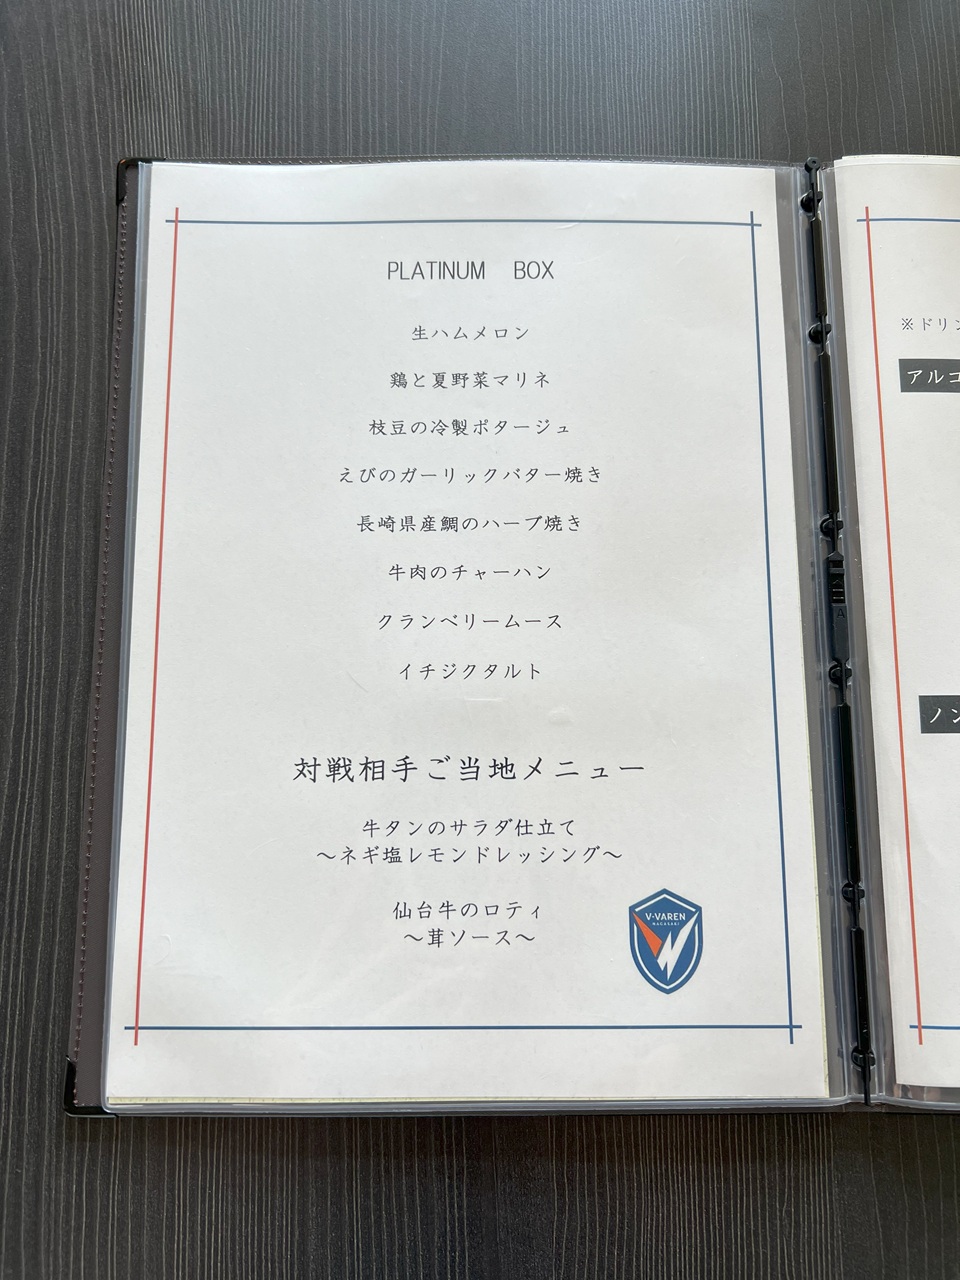 PLATINUM BOX
生ハムメロン
鶏と夏野菜マリネ
枝豆の冷製ポタージュ
えびのガーリックバター焼き
長崎県産鯛のハーブ焼き
牛肉のチャーハン
クランベリームース
イチジクタルト
対戦相手ご当地メニュー
牛タンのサラダ仕立て
～ネギ塩レモンドレッシング～
仙台牛のロティ
～茸ソース～
V·VAREN
NAGASAKI
※ドリン
アルコ
ノン